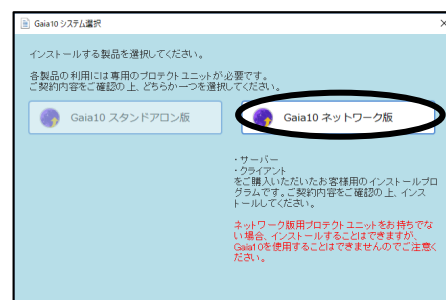 Gaia10 システム選択
インストールする製品を選択してください。
各製品の利用には専用のプロテクトユニットが必要です。
ご契約内容をご確認の上、どちらか一つを選択してください。
Gaia10 スタンドアロン版
Gaia10 ネットワーク版
・サーバー
・クライアント
をご購入いただいたお客様用のインストールプロ
グラムです。ご契約内容をご確認の上、インス
トールしてください。
ネットワーク版用プロテクトユニットをお持ちでな
い場合、インストールすることはできますが、
Gaia10を使用することはできませんのでご注意く
ださい。